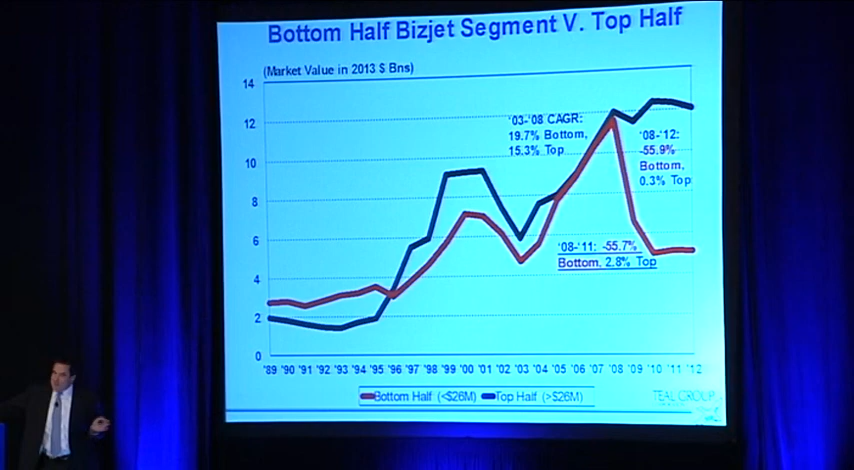 Bottom Half Bizjet Segment V. Top Half
(Market Value in 2013 $ Bns)
14
12
10
8
6
4
2
0
'03-'08 CAGR:
19.7% Bottom,
15.3% Top
'08-'12:
-55.9%
Bottom,
0.3% Top
'08-'11: -55.7%
Bottom, 2.8% Top
'89 '90 '91 '92 '93 '94 '95 '96 '97 '98 '99 '00 '01 '02 '03 '04 '05 '06 '07 '08 '09 '10 '11 '12
Bottom Half (<$26M) Top Half (>$26M)
TEAL GROUP